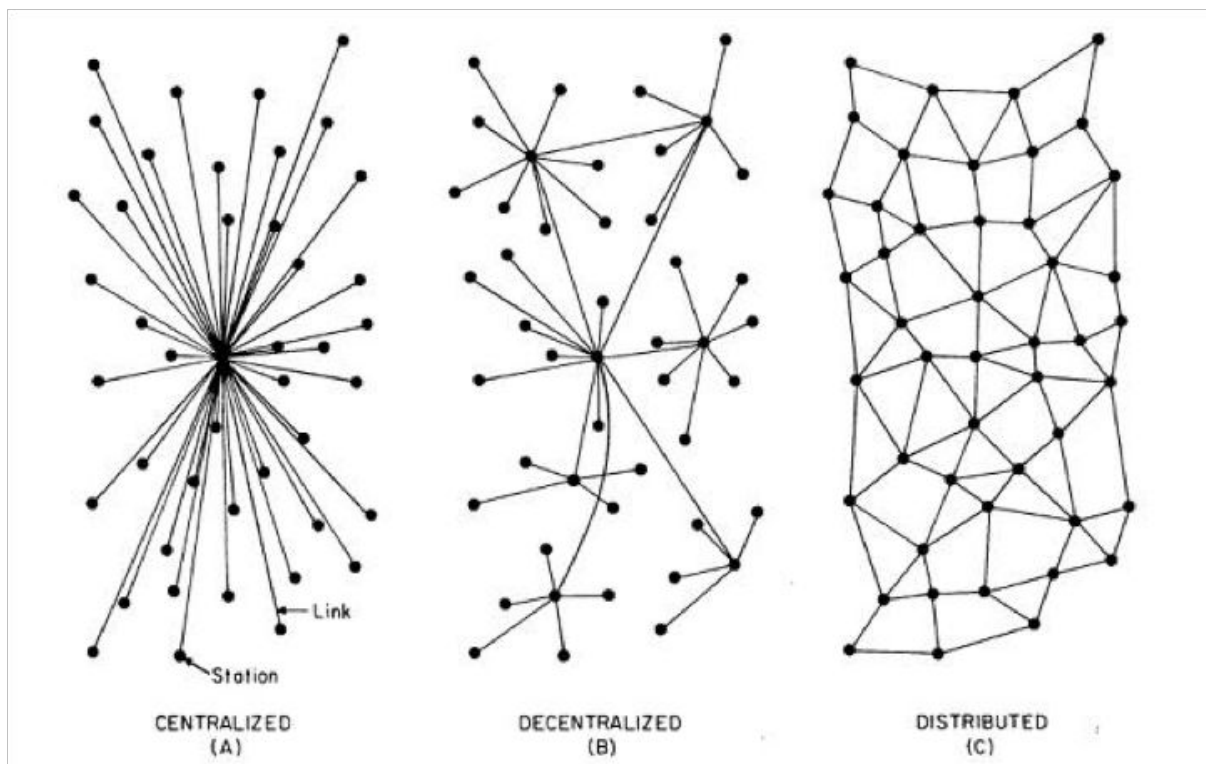 Link
Station
CENTRALIZED
(A)
DECENTRALIZED
(B)
DISTRIBUTED
(C)